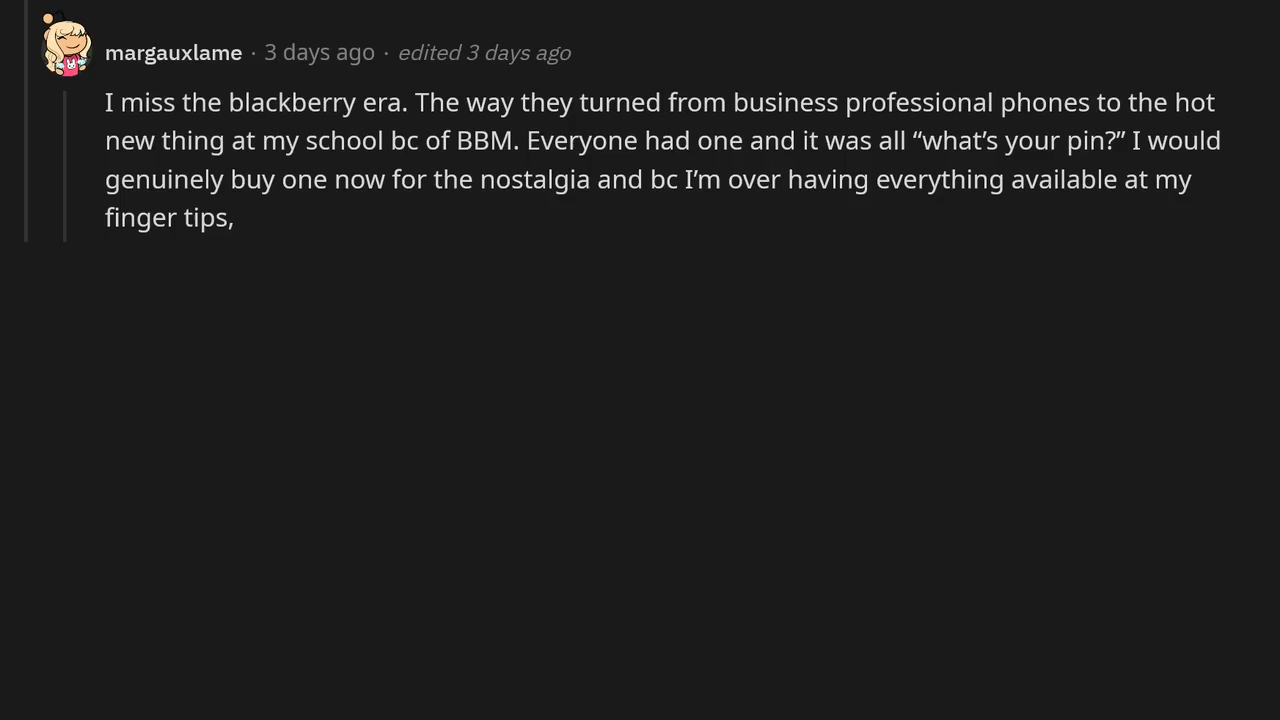 margauxlame · 3 days ago · edited 3 days ago
I miss the blackberry era. The way they turned from business professional phones to the hot
new thing at my school bc of BBM. Everyone had one and it was all “what’s your pin?” I would
genuinely buy one now for the nostalgia and bc I’m over having everything available at my
finger tips,